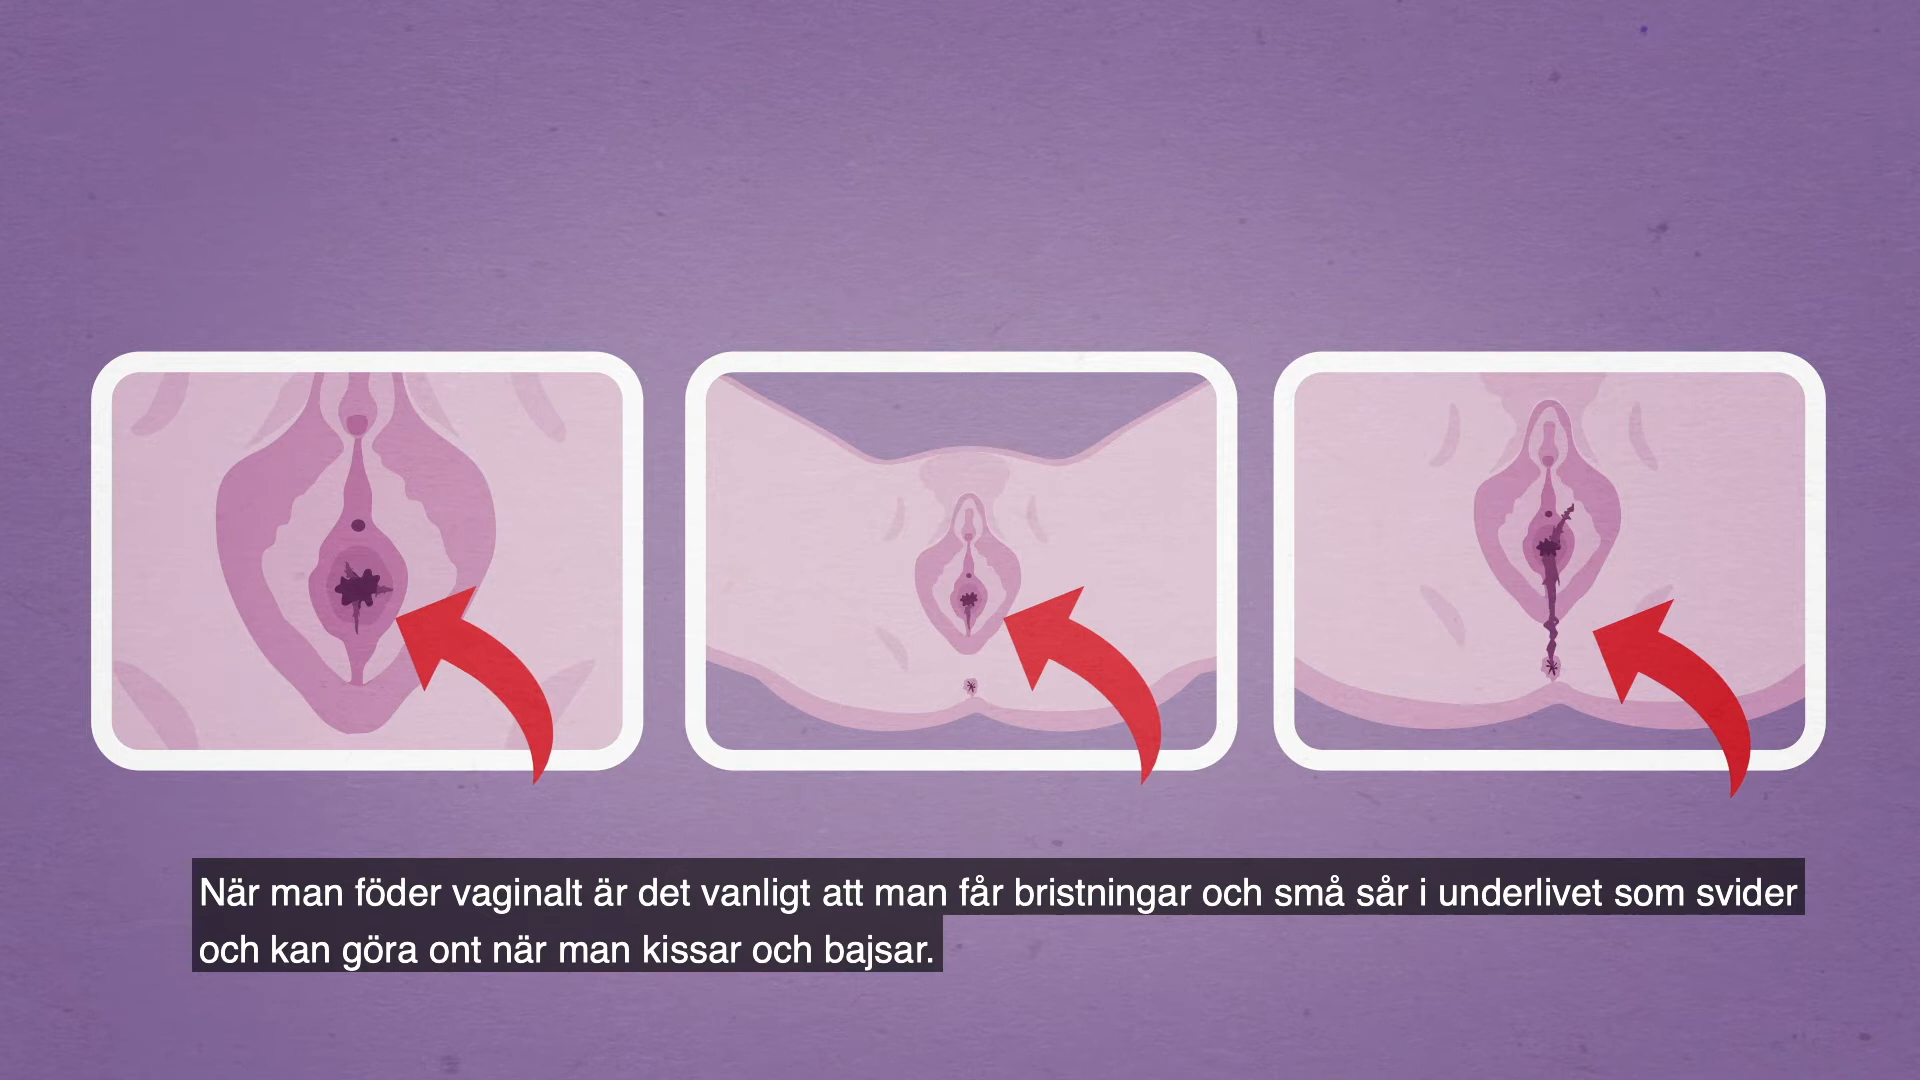 När man föder vaginalt är det vanligt att man får bristningar och små sår i underlivet som svider
och kan göra ont när man kissar och bajsar.